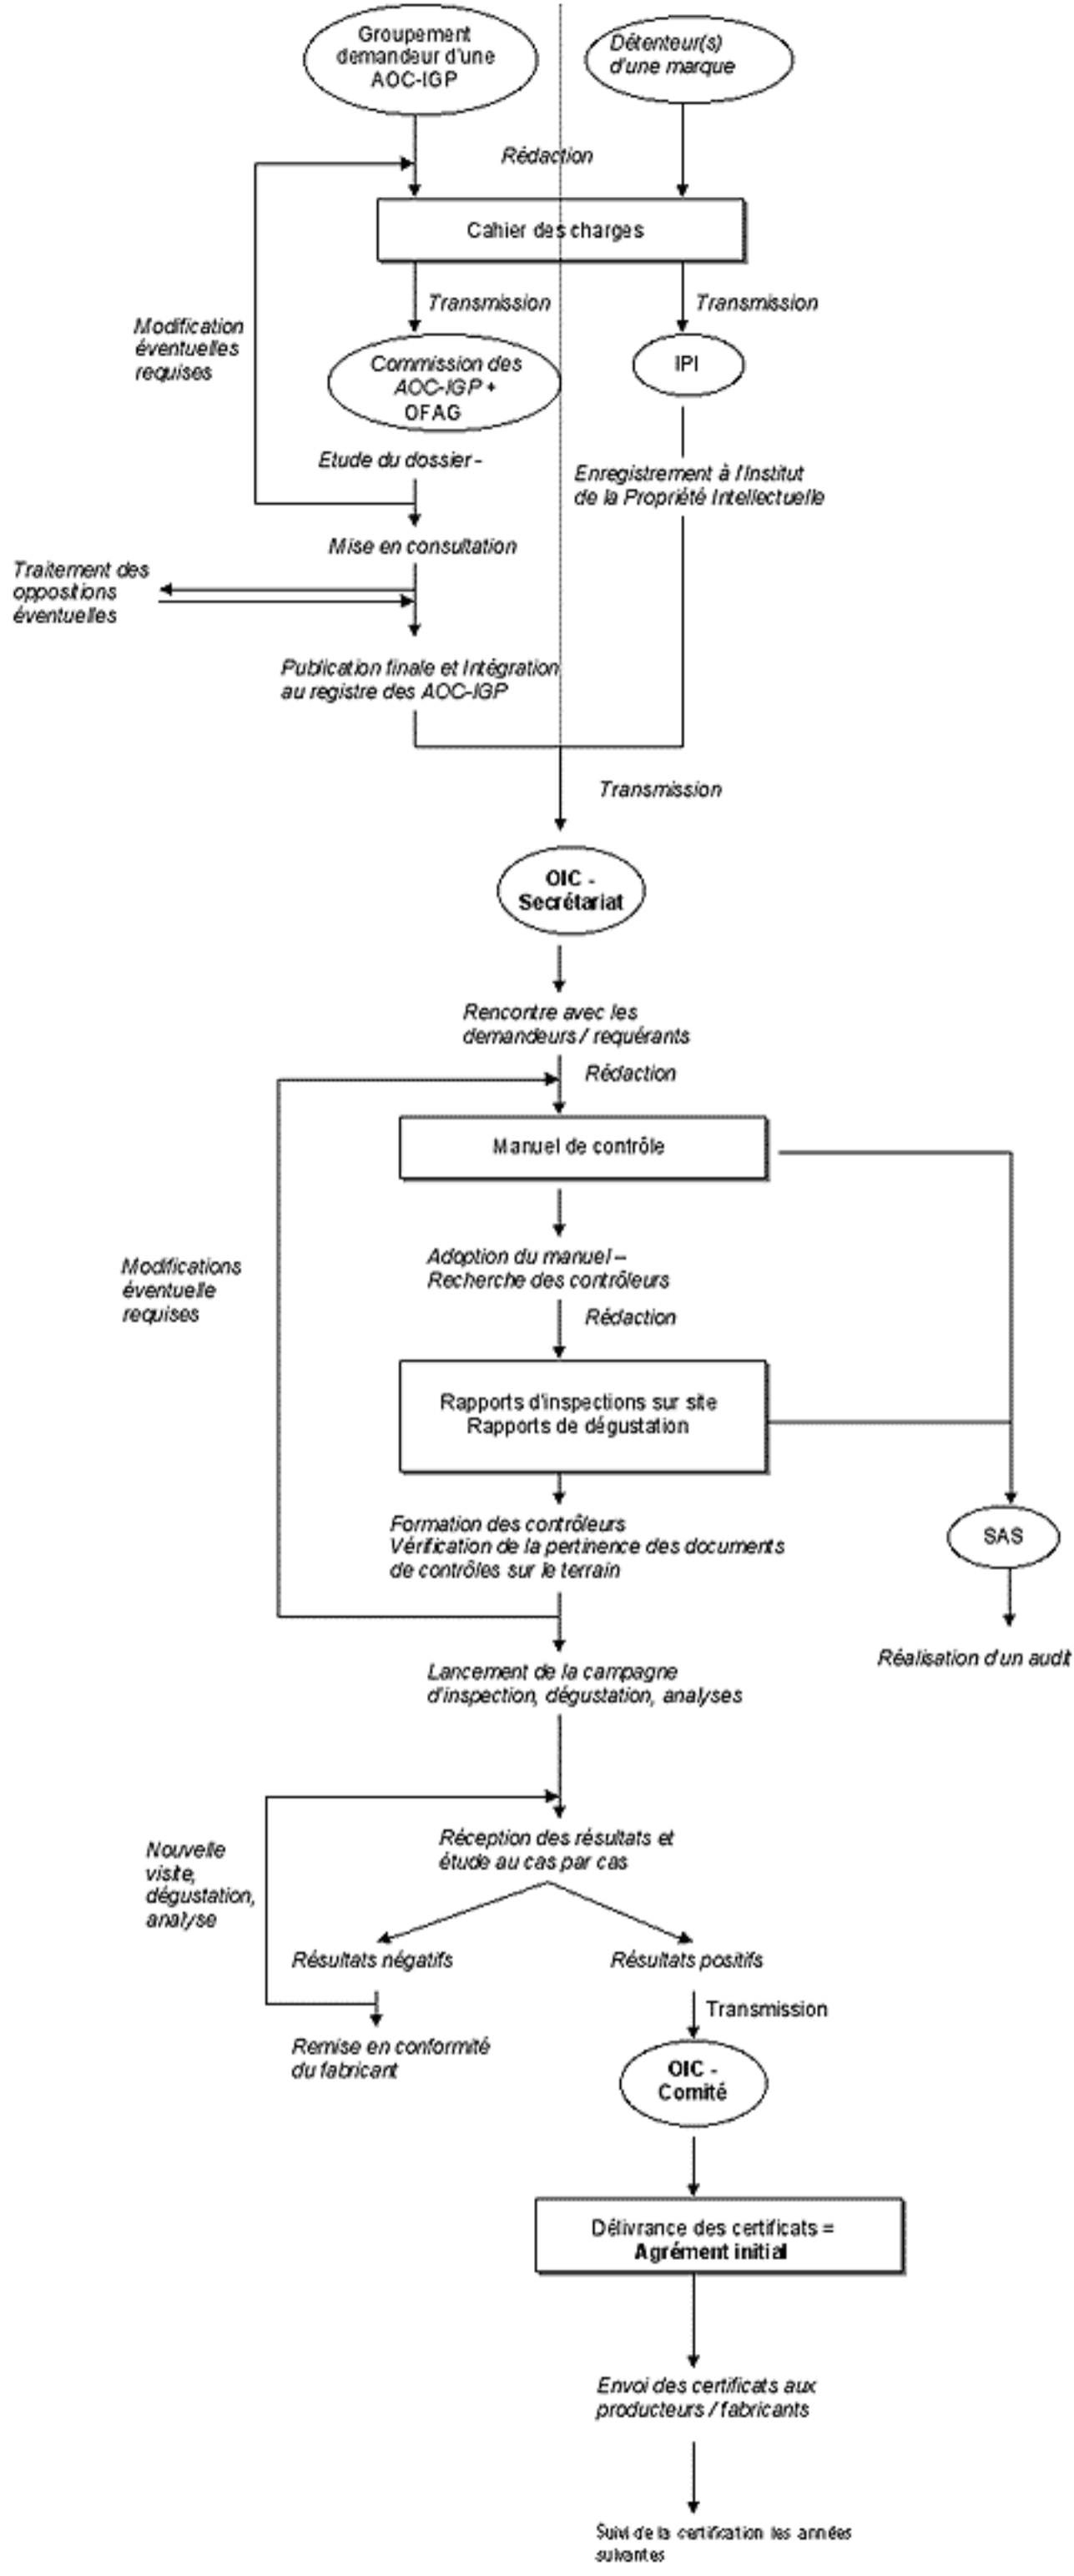 Groupement
demandeur d'une
AOC-IGP
Détenteur(s)
d'une marque
Rédaction
Cahier des charges
Transmission
Transmission
Modification
éventuelles
requises
Commission des
AOC-IGP +
OFAG
IPI
Etude du dossier -
Enregistrement à l'Institut
de la Propriété Intellectuelle
Mise en consultation
Traitement des
oppositions
éventuelles
Publication finale et Intégration
au registre des AOC-IGP
Transmission
OIC -
Secrétariat
Rencontre avec les
demandeurs / requérants
Rédaction
Manuel de contrôle
Modifications
éventuelle
requises
Adoption du manuel –
Recherche des contrôleurs
Rédaction
Rapports d'inspections sur site
Rapports de dégustation
Formation des contrôleurs
Vérification de la pertinence des documents
de contrôles sur le terrain
SAS
Réalisation d'un audit
Lancement de la campagne
d'inspection, dégustation, analyses
Réception des résultats et
étude au cas par cas
Nouvelle
visite,
dégustation,
analyse
Résultats négatifs
Résultats positifs
Transmission
Remise en conformité
du fabricant
OIC -
Comité
Délivrance des certificats =
Agrément initial
Envoi des certificats aux
producteurs / fabricants
Suivi de la certification les années
suivantes